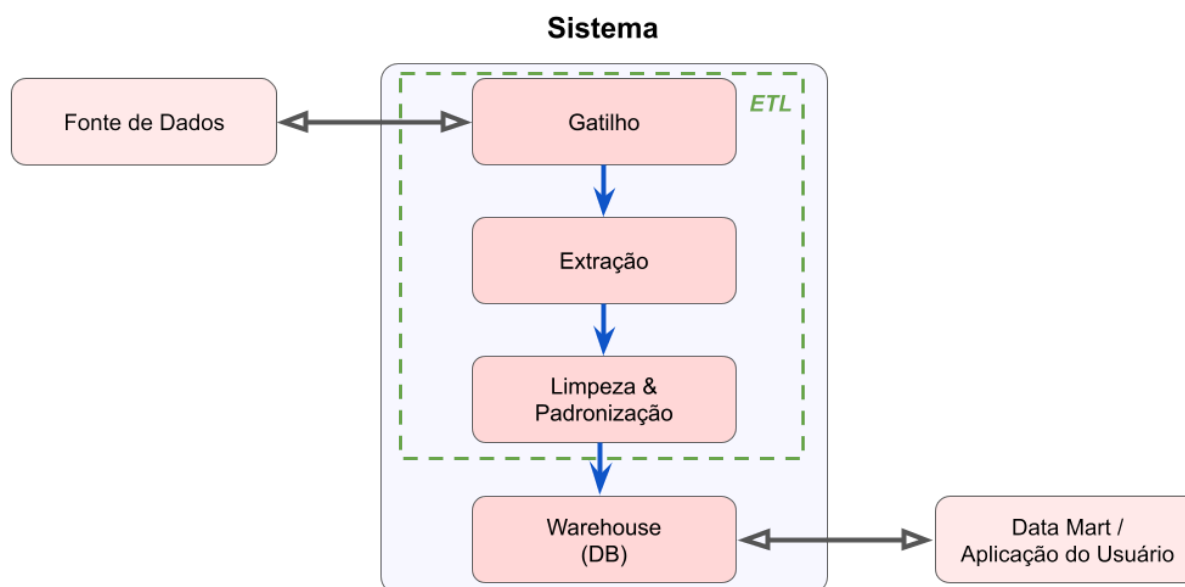 Sistema
Fonte de Dados
Gatilho
ETL
Extração
Limpeza &
Padronização
Warehouse
(DB)
Data Mart /
Aplicação do Usuário